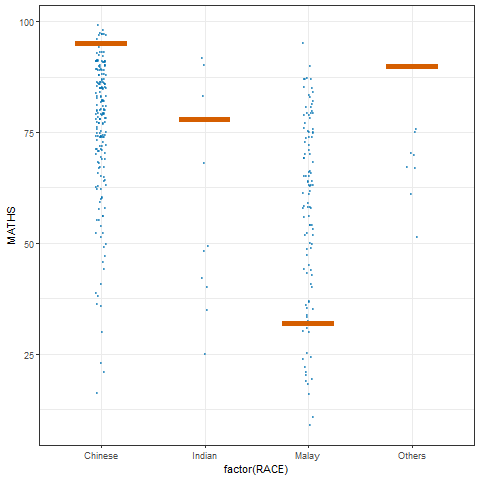 100
75
50
25
MATHS
Chinese
Indian
Malay
Others
factor(RACE)